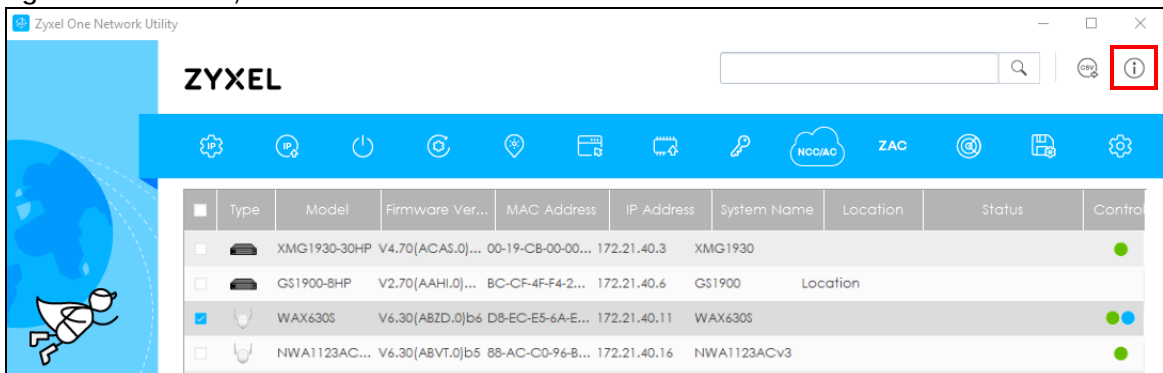 Zyxel One Network Utility
ZYXEL
CSV
IP IP NCC/AC ZAC
Type Model Firmware Ver... MAC Address IP Address System Name Location Status Control
XMG1930-30HP V4.70(ACAS.0)... 00-19-CB-00-00... 172.21.40.3 XMG1930
GS1900-8HP V2.70(AAHI.0)... BC-CF-4F-F4-2... 172.21.40.6 GS1900 Location
WAX630S V6.30(ABZD.0)b6 D8-EC-E5-6A-E... 172.21.40.11 WAX630S
NWA1123AC... V6.30(ABVT.0)b5 88-AC-C0-96-B... 172.21.40.16 NWA1123ACv3